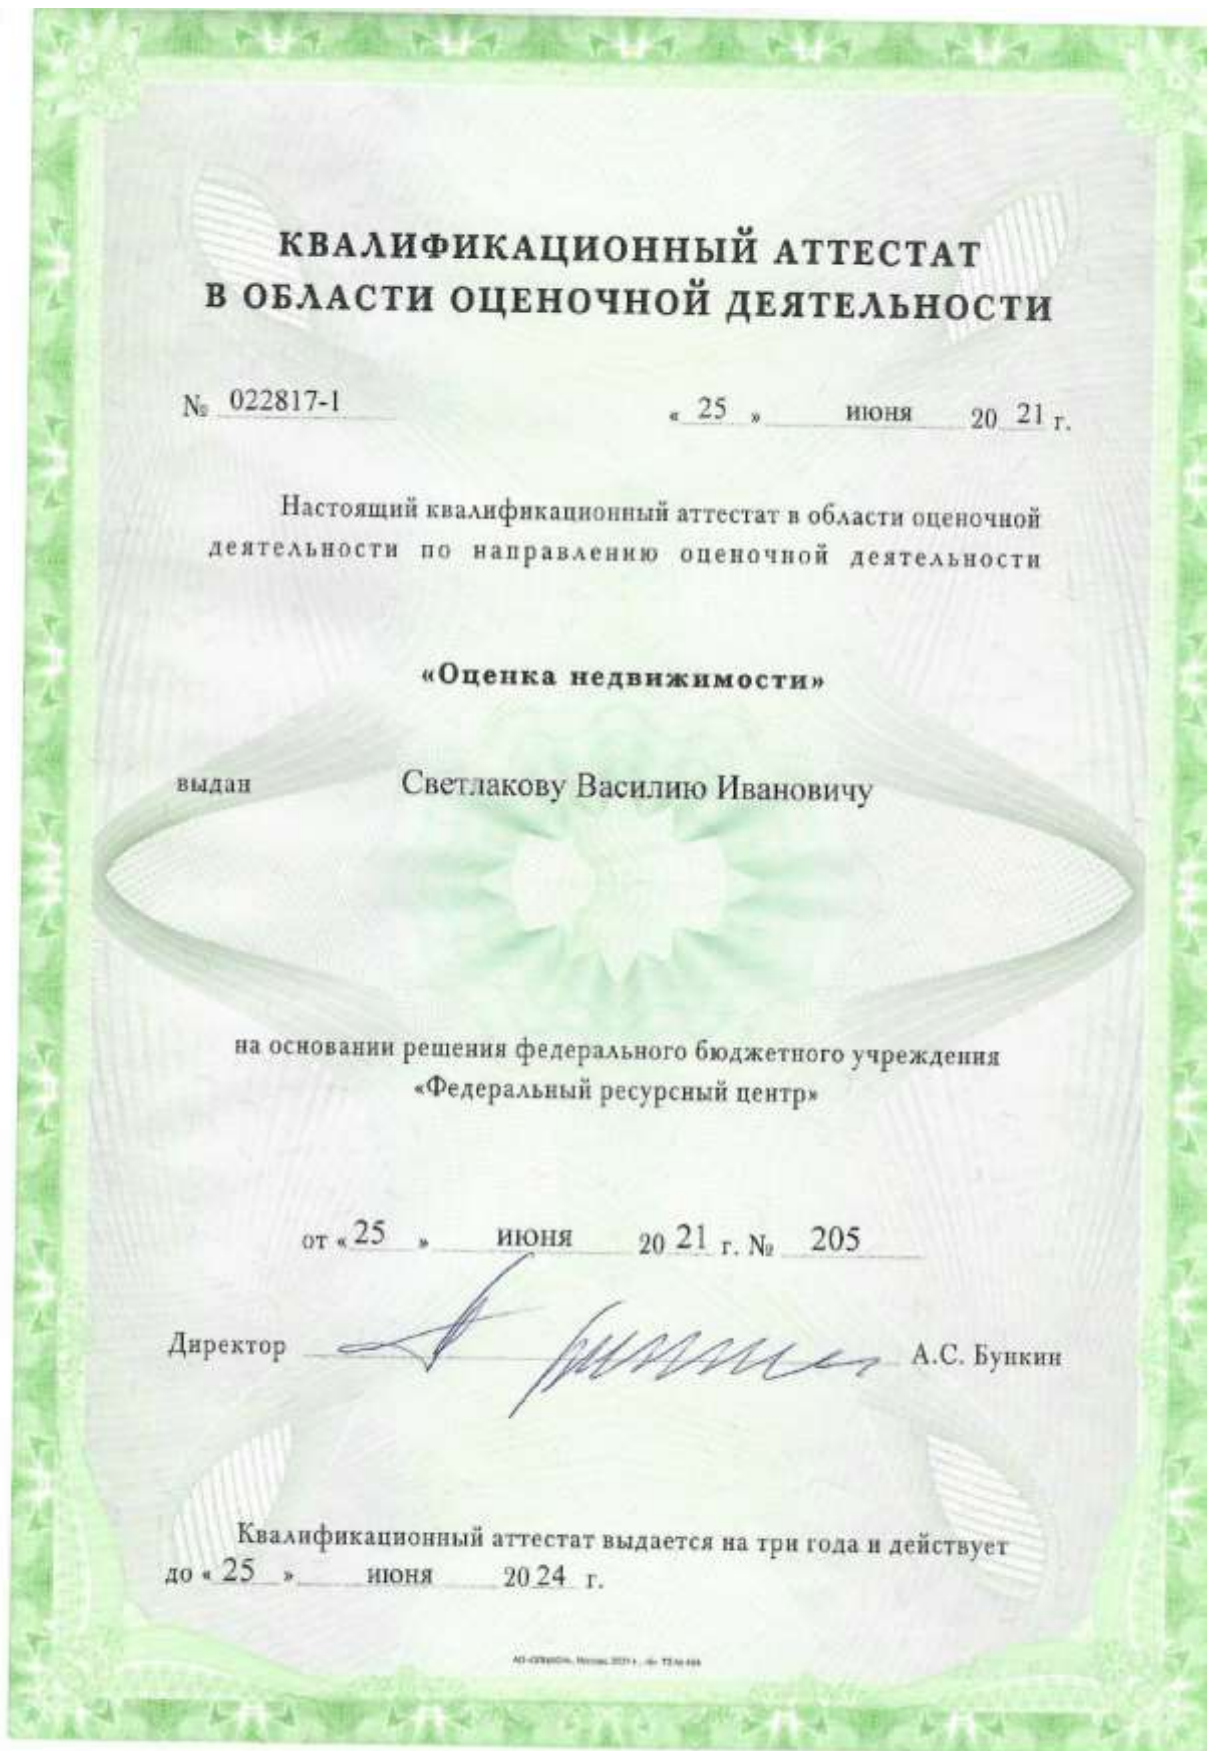 КВАЛИФИКАЦИОННЫЙ АТТЕСТАТ
В ОБЛАСТИ ОЦЕНОЧНОЙ ДЕЯТЕЛЬНОСТИ
№ 022817-1 « 25 » июня 20 21 г.
Настоящий квалификационный аттестат в области оценочной
деятельности по направлению оценочной деятельности
«Оценка недвижимости»
выдан Светлакову Василию Ивановичу
на основании решения федерального бюджетного учреждения
«Федеральный ресурсный центр»
от « 25 » июня 20 21 г. № 205
Директор А.С. Бункин
Квалификационный аттестат выдается на три года и действует
до « 25 » июня 20 24 г.
Москва, 2021 г.